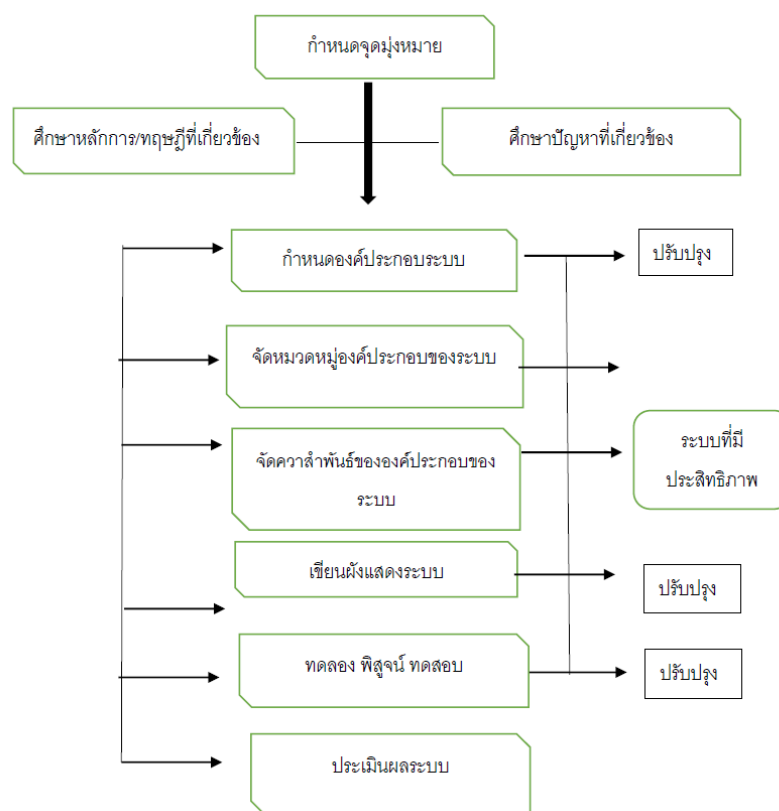 กำหนดจุดมุ่งหมาย
ศึกษาหลักการ/ทฤษฎีที่เกี่ยวข้อง
ศึกษาปัญหาที่เกี่ยวข้อง
กำหนดองค์ประกอบระบบ
ปรับปรุง
จัดหมวดหมู่องค์ประกอบของระบบ
จัดควาสำพันธ์ขององค์ประกอบของ
ระบบ
ระบบที่มี
ประสิทธิภาพ
เขียนผังแสดงระบบ
ปรับปรุง
ทดลอง พิสูจน์ ทดสอบ
ปรับปรุง
ประเมินผลระบบ